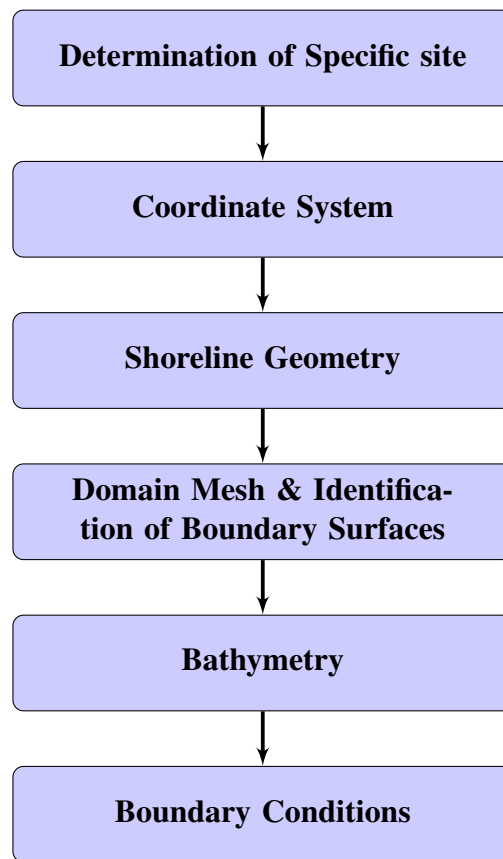 Determination of Specific site
Coordinate System
Shoreline Geometry
Domain Mesh & Identifica-
tion of Boundary Surfaces
Bathymetry
Boundary Conditions